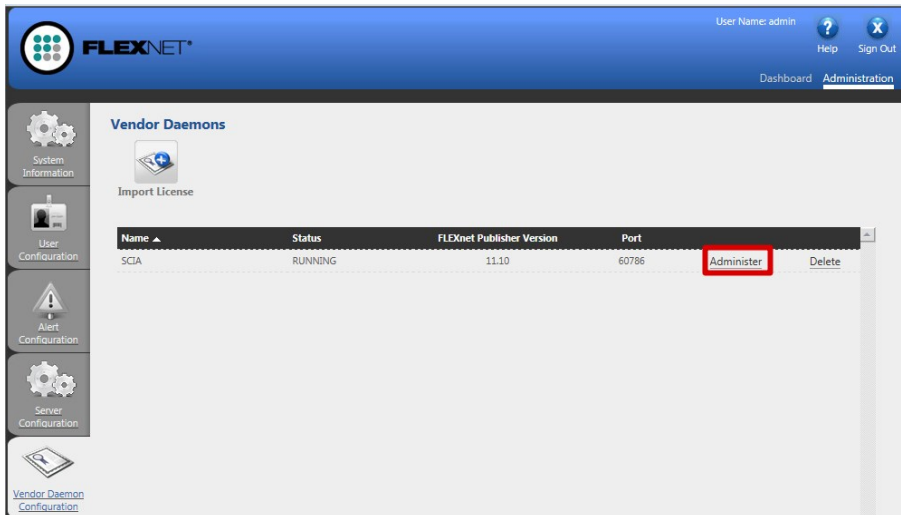 User Name: admin
FLEXNET*
Help
Sign Out
Dashboard
Administration
System
Information
Vendor Daemons
Import License
User
Configuration
Name
Status
FLEXnet Publisher Version
Port
SCIA
RUNNING
11.10
60786
Administer
Delete
Alert
Configuration
Server
Configuration
Vendor Daemon
Configuration